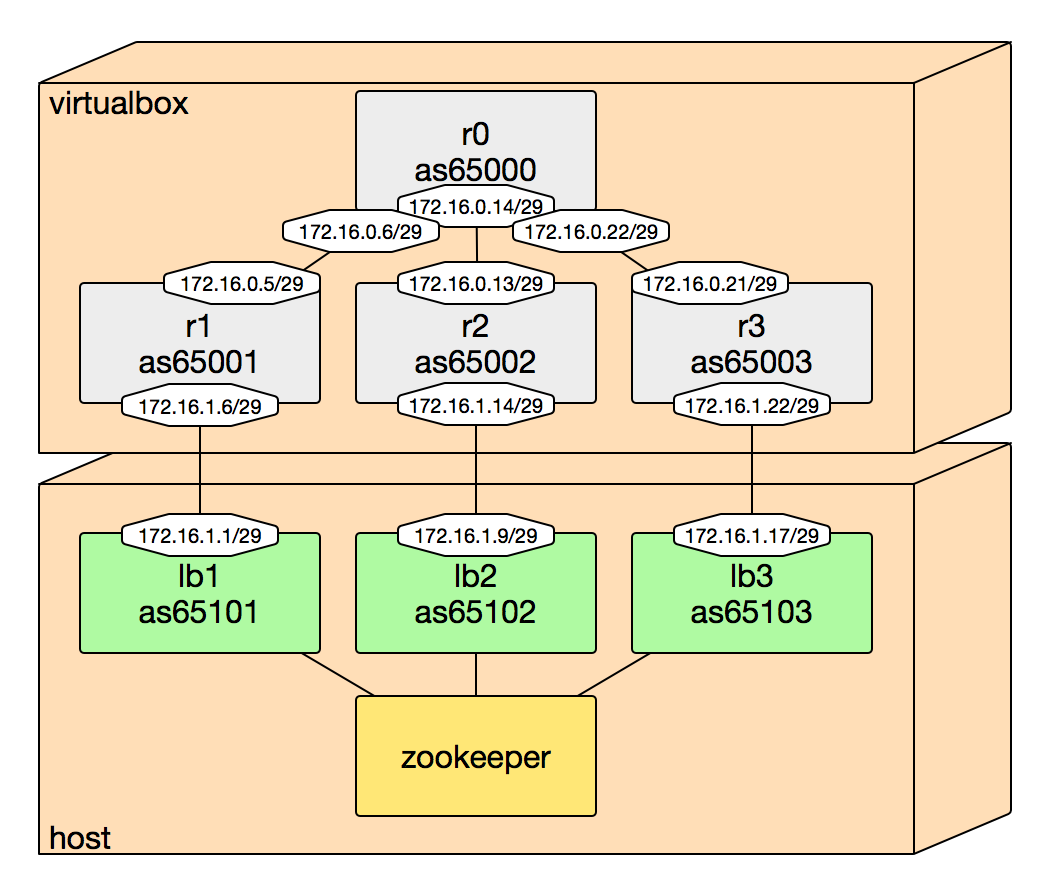 virtualbox
r0
as65000
172.16.0.14/29
172.16.0.6/29
172.16.0.22/29
172.16.0.5/29
172.16.0.13/29
172.16.0.21/29
r1
r2
r3
as65001
as65002
as65003
172.16.1.6/29
172.16.1.14/29
172.16.1.22/29
172.16.1.1/29
172.16.1.9/29
172.16.1.17/29
lb1
lb2
lb3
as65101
as65102
as65103
zookeeper
host